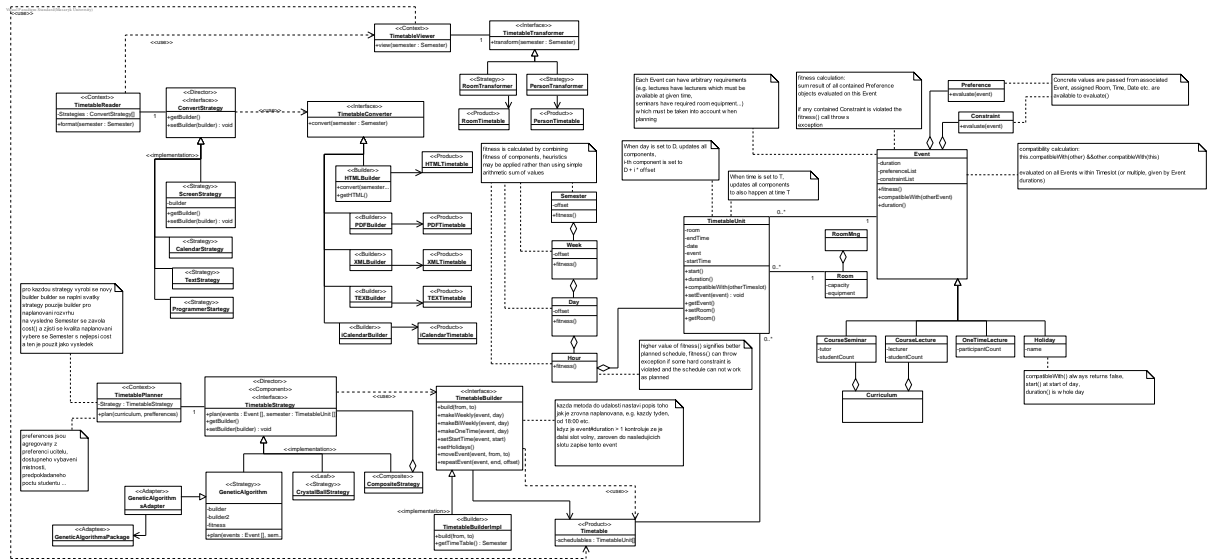 <<use>>
<<Context>>
TimetableViewer
+view(semester : Semester)
1
<<Interface>>
TimetableTransformer
+transform(semester : Semester)
<<use>>
<<Strategy>>
RoomTransformer
<<Strategy>>
PersonTransformer
<<Product>>
RoomTimetable
<<Product>>
PersonTimetable
<<Context>>
TimetableReader
-Strategies : ConvertStrategy[]
+format(semester : Semester)
1
<<Director>>
<<Interface>>
ConvertStrategy
+getBuilder()
+setBuilder(builder) : void
<<use>>
<<Interface>>
TimetableConverter
+convert(semester : Semester)
<<implementation>>
<<Strategy>>
ScreenStrategy
-builder
+getBuilder()
+setBuilder(builder) : void
<<Strategy>>
CalendarStrategy
<<Strategy>>
TextStrategy
<<Strategy>>
ProgrammerStartegy
<<Builder>>
HTMLBuilder
+convert(semester...
+getHTML()
<<Product>>
HTMLTimetable
<<Builder>>
PDFBuilder
<<Product>>
PDFTimetable
<<Builder>>
XMLBuilder
<<Product>>
XMLTimetable
<<Builder>>
TEXBuilder
<<Product>>
TEXTimetable
<<Builder>>
iCalendarBuilder
<<Product>>
iCalendarTimetable
fitness is calculated by combining
fitness of components, heuristics
may be applied rather than using simple
arithmetic sum of values
Semester
-offset
+fitness()
Week
-offset
+fitness()
Day
-offset
+fitness()
Hour
+fitness()
Each Event can have arbitrary requirements
(e.g. lectures have lecturers which must be
available at given time,
seminars have required room equipment...)
which must be taken into account when
planning
fitness calculation:
sum result of all contained Preference
objects evaluated on this Event
if any contained Constraint is violated the
fitness() call throws
exception
Preference
+evaluate(event)
Constraint
+evaluate(event)
Concrete values are passed from associated
Event, assigned Room, Time, Date etc. are
available to evaluate()
compatibility calculation:
this.compatibleWith(other) &&other.compatibleWith(this)
evaluated on all Events within Timeslot (or multiple, given by Event
durations)
When day is set to D, updates all
components,
i-th component is set to
D + i * offset
When time is set to T,
updates all components
to also happen at time T
Event
-duration
-preferenceList
-constraintList
+fitness()
+compatibleWith(otherEvent)
+duration()
0..*
1
TimetableUnit
-room
-endTime
-date
-event
-startTime
+start()
+duration()
+compatibleWith(otherTimeslot)
+setEvent(event) : void
+getEvent()
+setRoom()
+getRoom()
0..*
1
0..*
RoomMng
Room
-capacity
-equipment
higher value of fitness() signifies better
planned schedule, fitness() can throw
exception if some hard constraint is
violated and the schedule can not work
as planned
CourseSeminar
-tutor
-studentCount
CourseLecture
-lecturer
-studentCount
OneTimeLecture
-participantCount
Holiday
-name
Curriculum
compatibleWith() always returns false,
start() at start of day,
duration() is whole day
pro kazdou strategy vyrobi se novy
builder builder se naplni svatky
strategy pouzije builder pro
naplanovani rozvrhu
na vysledne Semester se zavola
cost() a zjisti se kvalita naplanovani
vybere se Semester s nejlepsi cost
a ten je pouzit jako vysledek
<<Context>>
TimetablePlanner
-Strategy : TimetableStrategy
+plan(curriculum, prefferences)
1
preferences jsou
agregovany z
preferenci ucitelu,
dostupneho vybaveni
mistnosti,
predpokladaneho
poctu studentu ...
<<Director>>
<<Component>>
<<Interface>>
TimetableStrategy
+plan(events : Event [], semester : TimetableUnit []
+getBuilder()
+setBuilder(builder) : void
<<use>>
<<implementation>>
<<Strategy>>
GeneticAlgorithm
-builder
-builder2
-fitness
+plan(events : Event [], sem...
<<Leaf>>
<<Strategy>>
CrystalBallStrategy
<<Composite>>
CompositeStrategy
<<Adapter>>
GeneticAlgorithm
sAdapter
<<Adaptee>>
GeneticAlgorithmsPackage
<<Interface>>
TimetableBuilder
+build(from, to)
+makeWeekly(event, day)
+makeBiWeekly(event, day)
+makeOneTime(event, day)
+setStartTime(event, start)
+setHolidays()
+moveEvent(event, from, to)
+repeatEvent(event, end, offset)
kazda metoda do udalosti nastavi popis toho
jak je zrovna naplanovana, e.g. kazdy tyden,
od 18:00 etc.
kdyz je event#duration > 1 kontroluje ze je
dalsi slot volny, zaroven do nasledujicich
slotu zapise tento event
<<use>>
<<implementation>>
<<Builder>>
TimetableBuilderImpl
+build(from, to)
+getTimeTable() : Semester
<<Product>>
Timetable
-schedulables : TimetableUnit[]